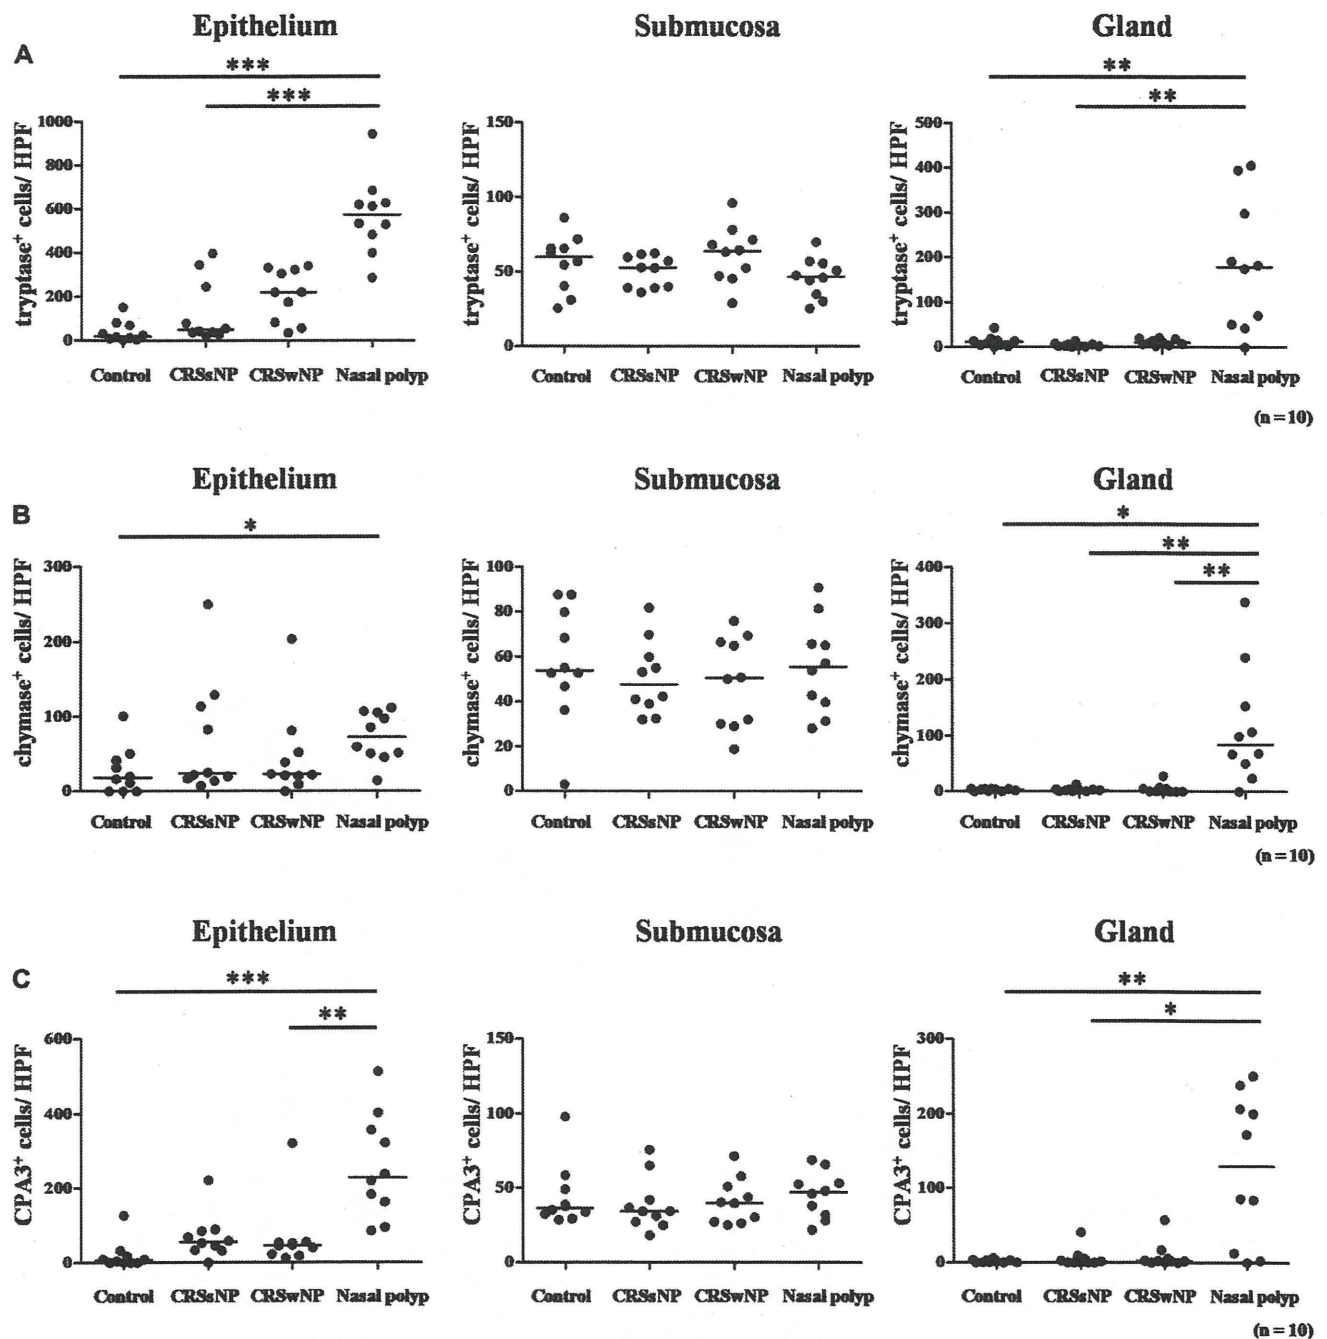 Epithelium Submucosa Gland
A
*** **
*** **
tryptase+ cells/ HPF
1000
800
600
400
200
0
Control CRSsNP CRSwNP Nasal polyp
tryptase+ cells/ HPF
150
100
50
0
Control CRSsNP CRSwNP Nasal polyp
tryptase+ cells/ HPF
500
400
300
200
100
0
Control CRSsNP CRSwNP Nasal polyp
(n=10)
Epithelium Submucosa Gland
B
* *
**
**
chymase+ cells/ HPF
300
200
100
0
Control CRSsNP CRSwNP Nasal polyp
chymase+ cells/ HPF
100
80
60
40
20
0
Control CRSsNP CRSwNP Nasal polyp
chymase+ cells/ HPF
400
300
200
100
0
Control CRSsNP CRSwNP Nasal polyp
(n=10)
Epithelium Submucosa Gland
C
*** **
** *
CPA3+ cells/ HPF
600
400
200
0
Control CRSsNP CRSwNP Nasal polyp
CPA3+ cells/ HPF
150
100
50
0
Control CRSsNP CRSwNP Nasal polyp
CPA3+ cells/ HPF
300
200
100
0
Control CRSsNP CRSwNP Nasal polyp
(n=10)